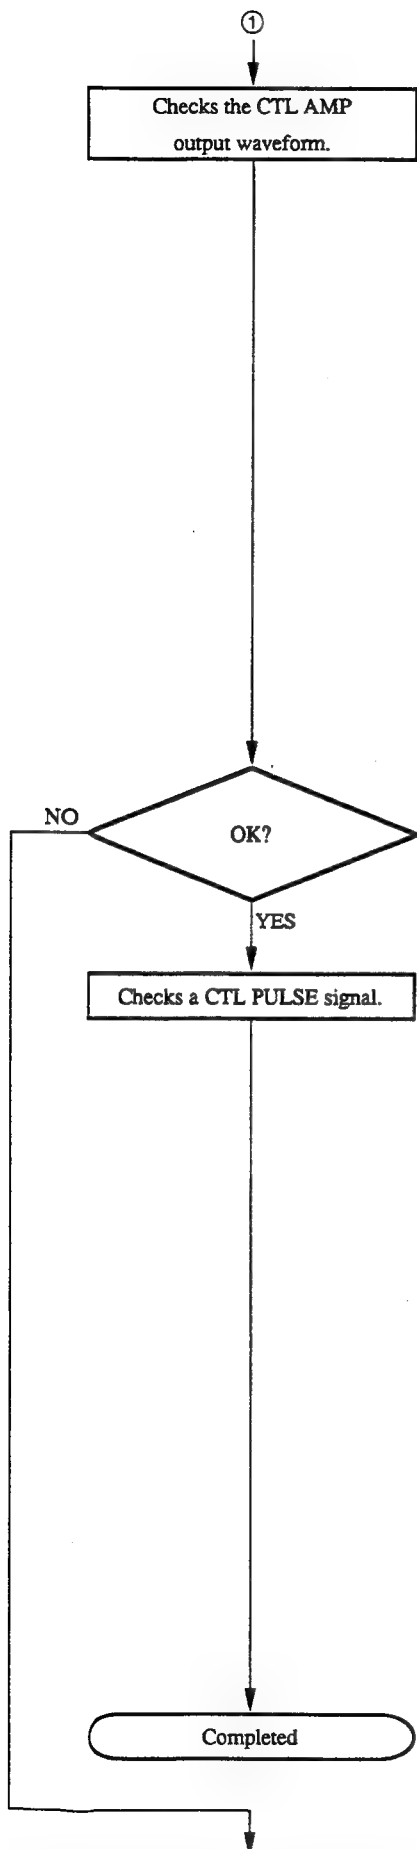 ①
Checks the CTL AMP
output waveform.
NO
OK?
YES
Checks a CTL PULSE signal.
Completed